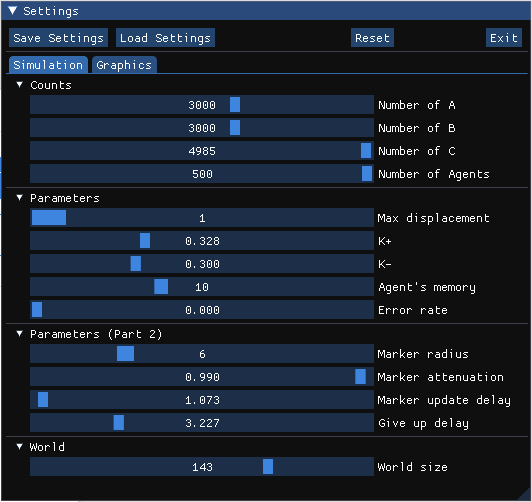 Settings
Save Settings Load Settings Reset Exit
Simulation Graphics
Counts
3000 Number of A
3000 Number of B
4985 Number of C
500 Number of Agents
Parameters
1 Max displacement
0.328 K+
0.300 K-
10 Agent's memory
0.000 Error rate
Parameters (Part 2)
6 Marker radius
0.990 Marker attenuation
1.073 Marker update delay
3.227 Give up delay
World
143 World size